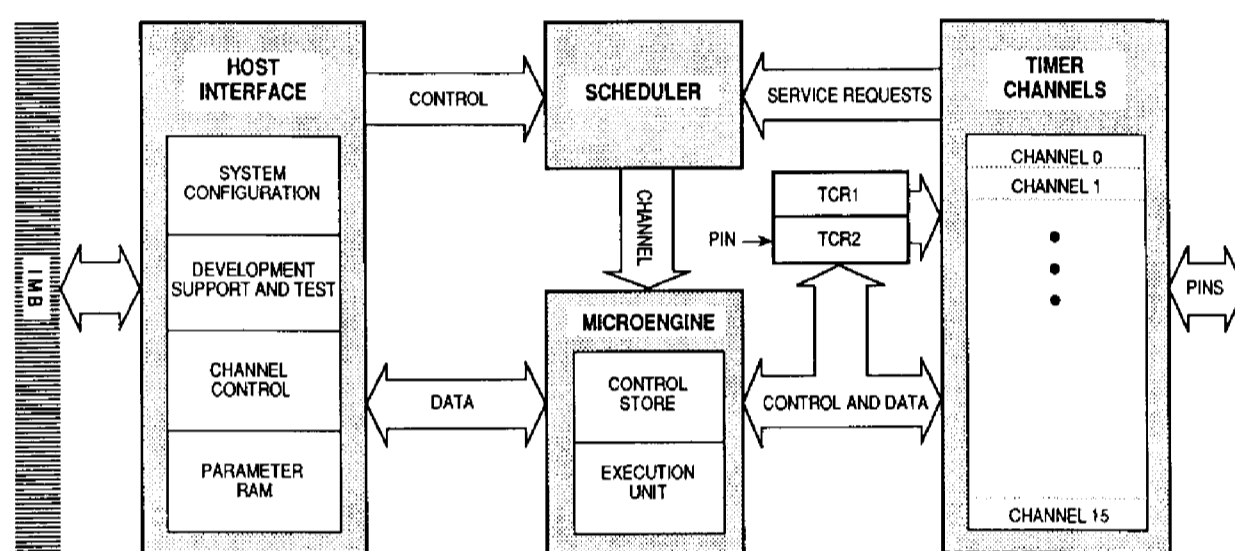 HOST
INTERFACE
SYSTEM
CONFIGURATION
DEVELOPMENT
SUPPORT AND TEST
CHANNEL
CONTROL
PARAMETER
RAM
IMB
CONTROL
SCHEDULER
SERVICE REQUESTS
CHANNEL
TCR1
PIN
TCR2
MICROENGINE
CONTROL
STORE
EXECUTION
UNIT
DATA
CONTROL AND DATA
TIMER
CHANNELS
CHANNEL 0
CHANNEL 1
CHANNEL 15
PINS